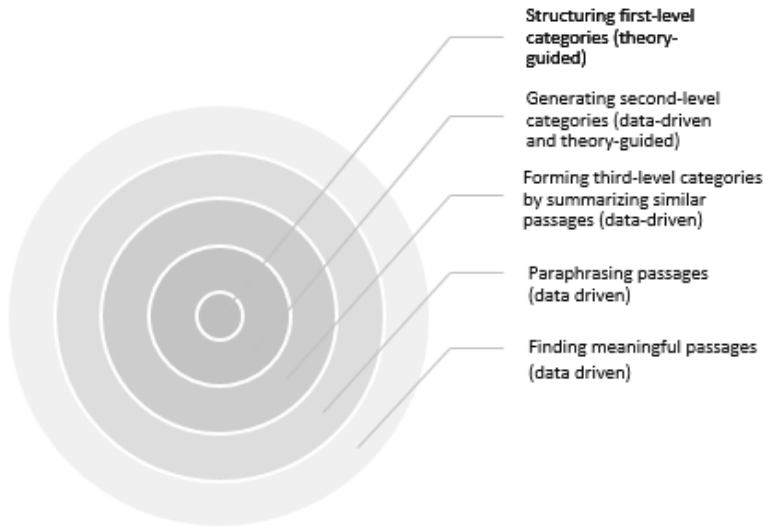 Structuring first-level
categories (theory-
guided)
Generating second-level
categories (data-driven
and theory-guided)
Forming third-level categories
by summarizing similar
passages (data-driven)
Paraphrasing passages
(data driven)
Finding meaningful passages
(data driven)